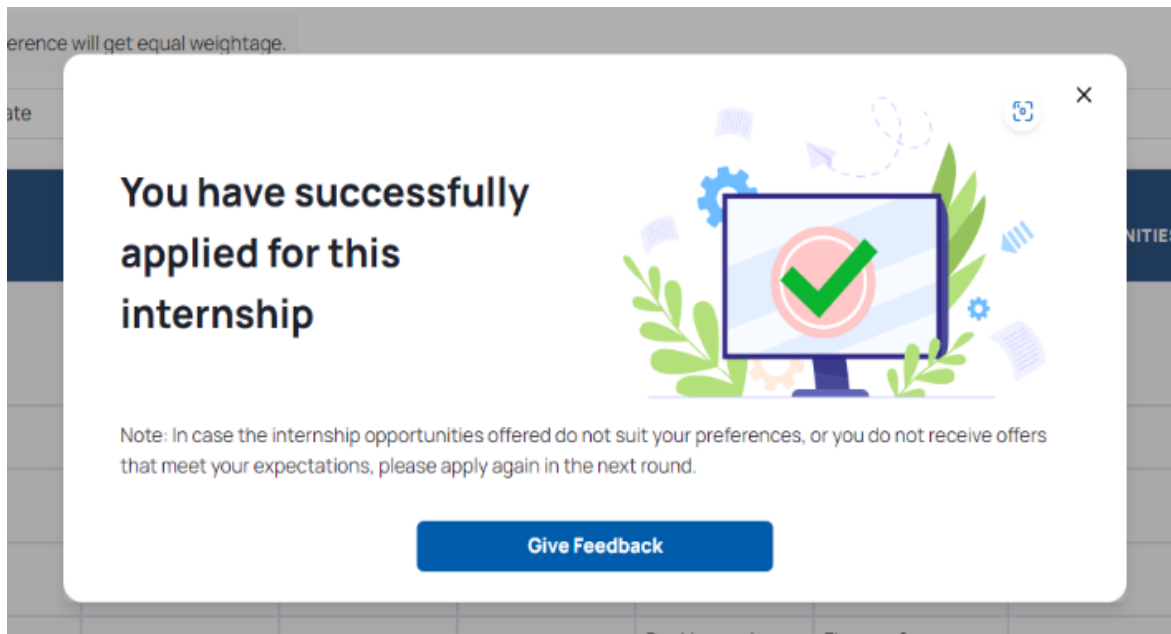 erence will get equal weightage.
ate
You have successfully
applied for this
internship
NITIES
Note: In case the internship opportunities offered do not suit your preferences, or you do not receive offers
that meet your expectations, please apply again in the next round.
Give Feedback